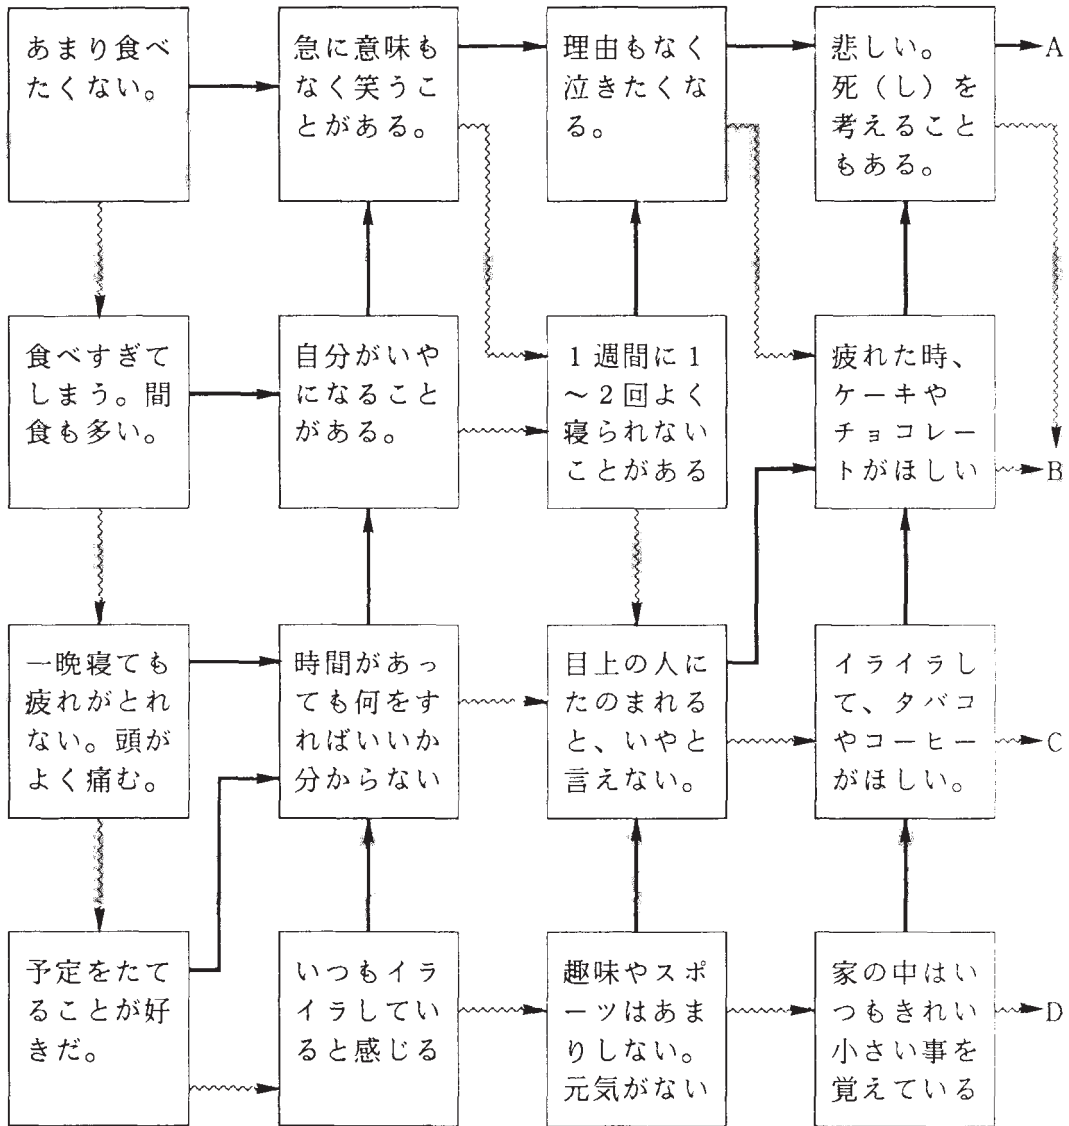 あまり食べ
たくない。
急に意味も
なく笑うこ
とがある。
理由もなく
泣きたくな
る。
悲しい。
死（し）を
考えること
もある。
A
食べすぎて
しまう。間
食も多い。
自分がいや
になること
がある。
１週間に１
～２回よく
寝られない
ことがある
疲れた時、
ケーキや
チョコレー
トがほしい
B
一晩寝ても
疲れがとれ
ない。頭が
よく痛む。
時間があっ
ても何をす
ればいいか
分からない
目上の人に
たのまれる
と、いやと
言えない。
イライラし
て、タバコ
やコーヒー
がほしい。
C
予定をたて
ることが好
きだ。
いつもイラ
イラしてい
ると感じる
趣味やスポ
ーツはあま
りしない。
元気がない
家の中はい
つもきれい
小さい事を
覚えている
D